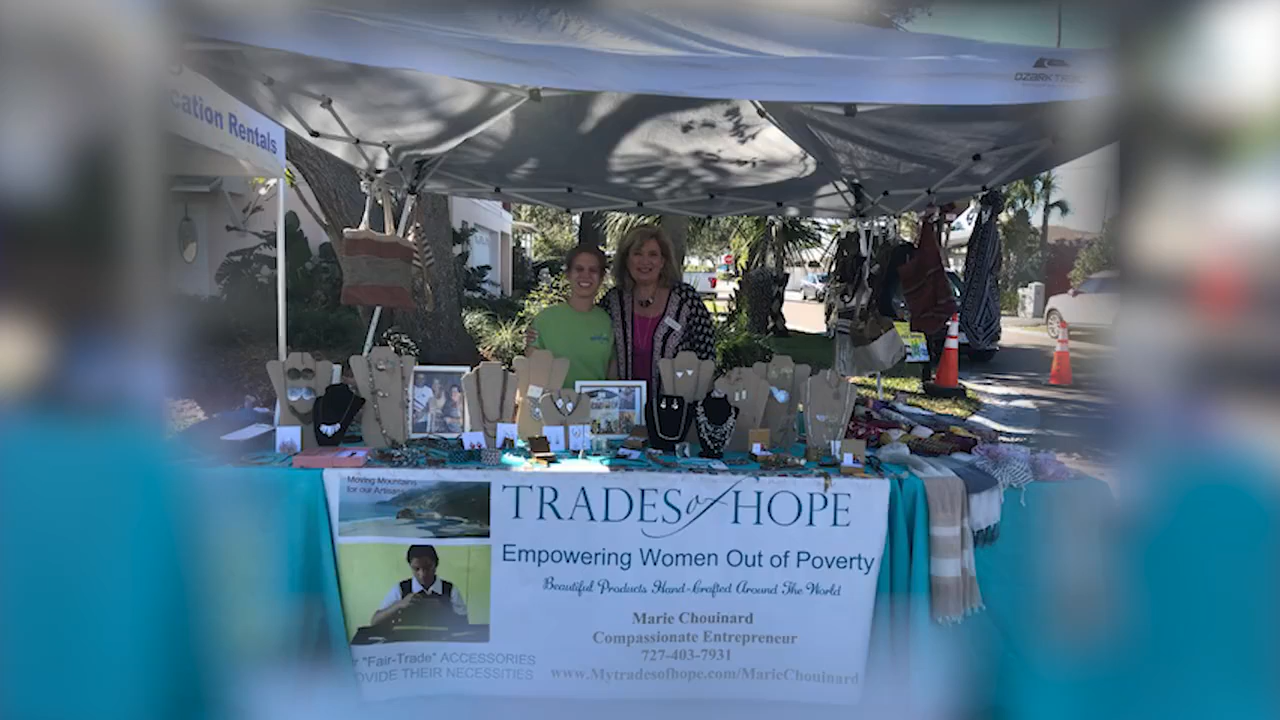 OZARK TRAIL
cation Rentals
Moving Mountains
for our Artisans
TRADES of HOPE
Empowering Women Out of Poverty
Beautiful Products Hand-Crafted Around The World
Marie Chouinard
Compassionate Entrepreneur
727-403-7931
www.Mytradesofhope.com/MarieChouinard
r "Fair-Trade" ACCESSORIES
OVIDE THEIR NECESSITIES